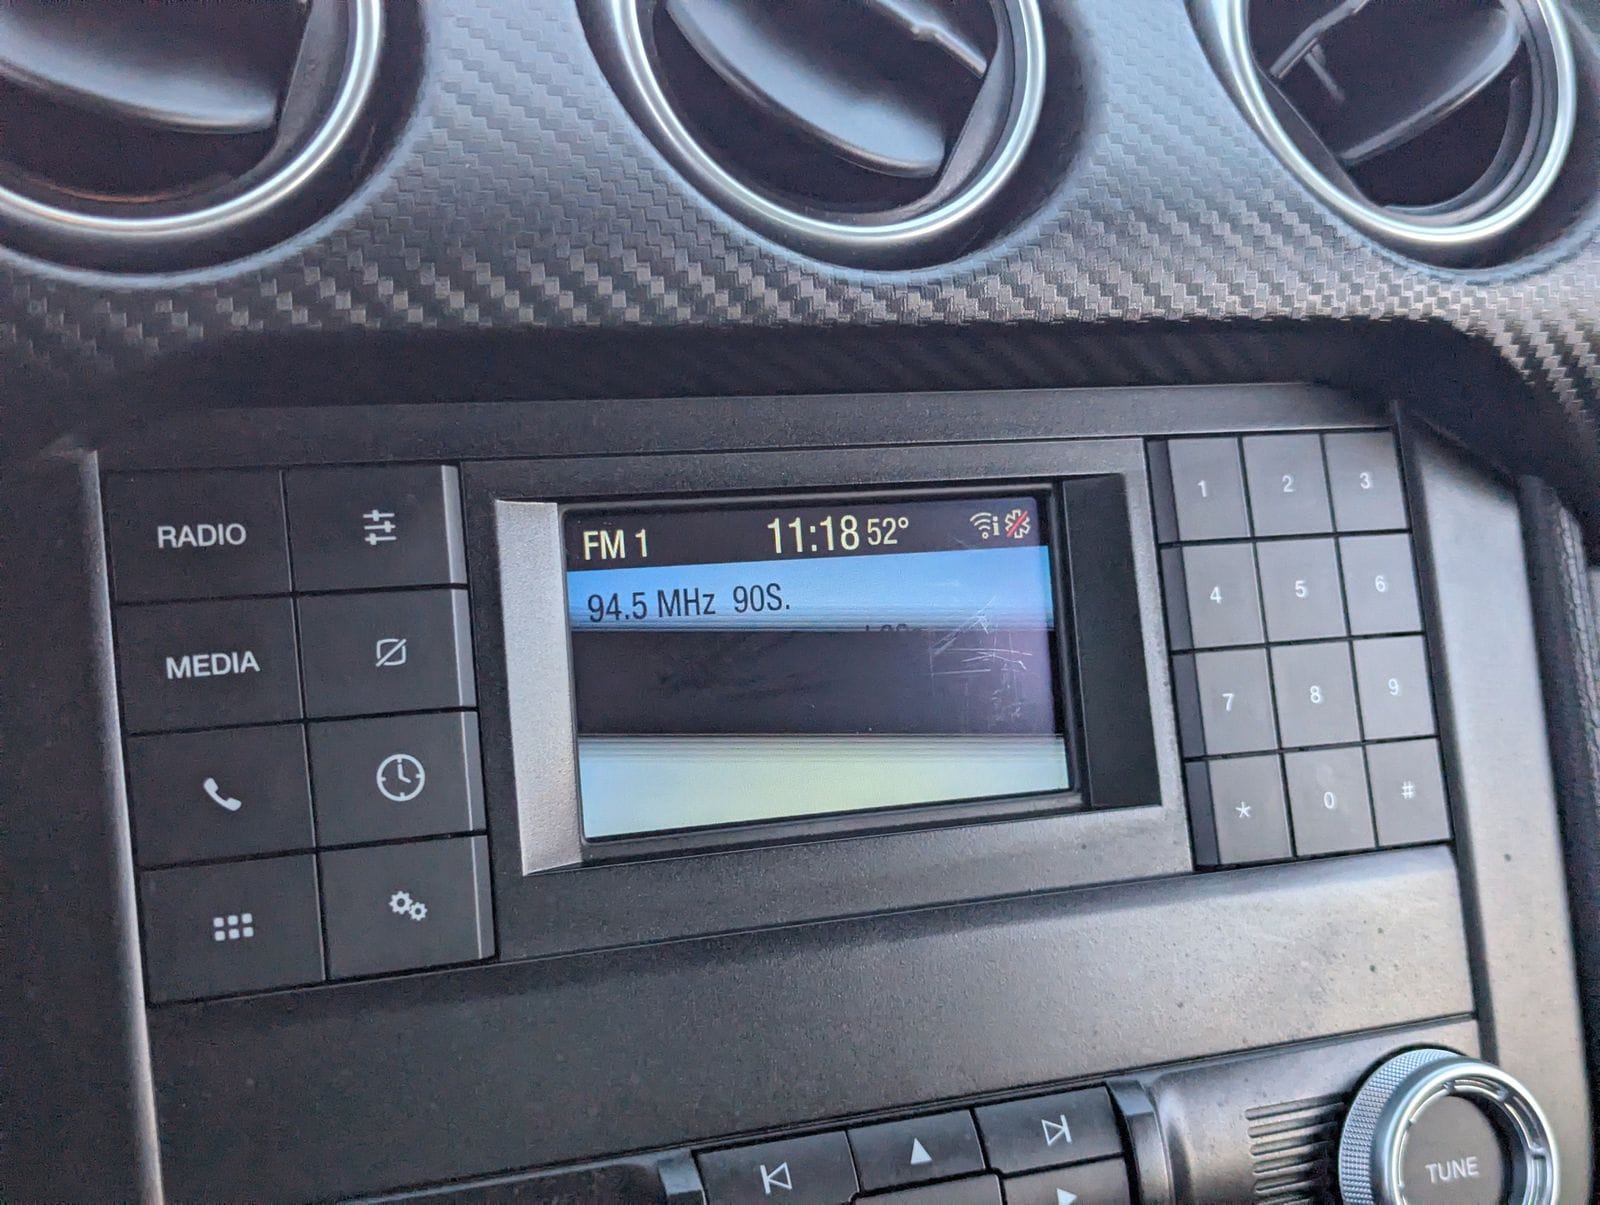 FM 1 11:18 52°
94.5 MHz 90S.
RADIO
MEDIA
1 2 3
4 5 6
7 8 9
* 0 #
TUNE